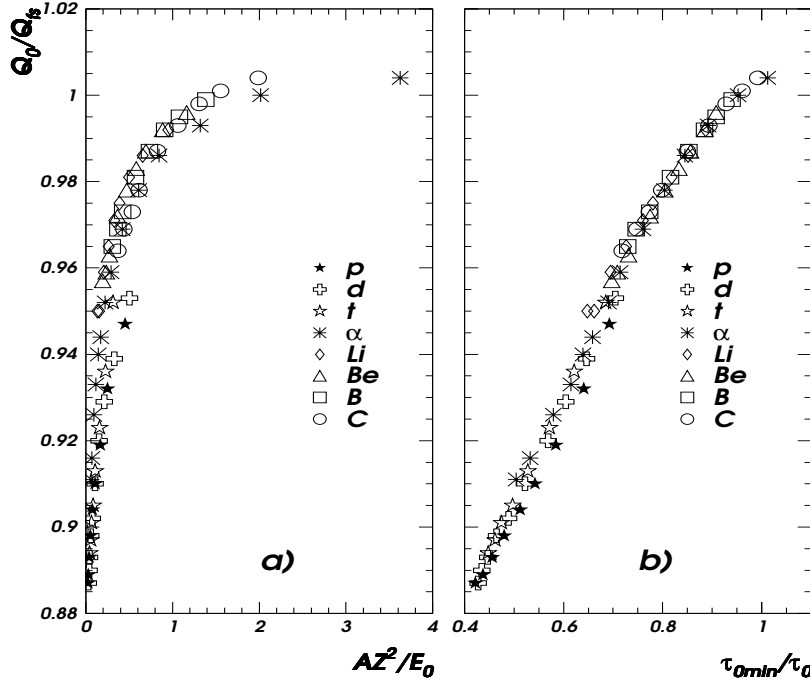 Q0/Qfs
1.02
1
0.98
0.96
0.94
0.92
0.9
0.88
0
1
2
3
4
AZ²/E0
p
d
t
α
Li
Be
B
C
a)
p
d
t
α
Li
Be
B
C
b)
0.4
0.6
0.8
1
τ0min/τ0